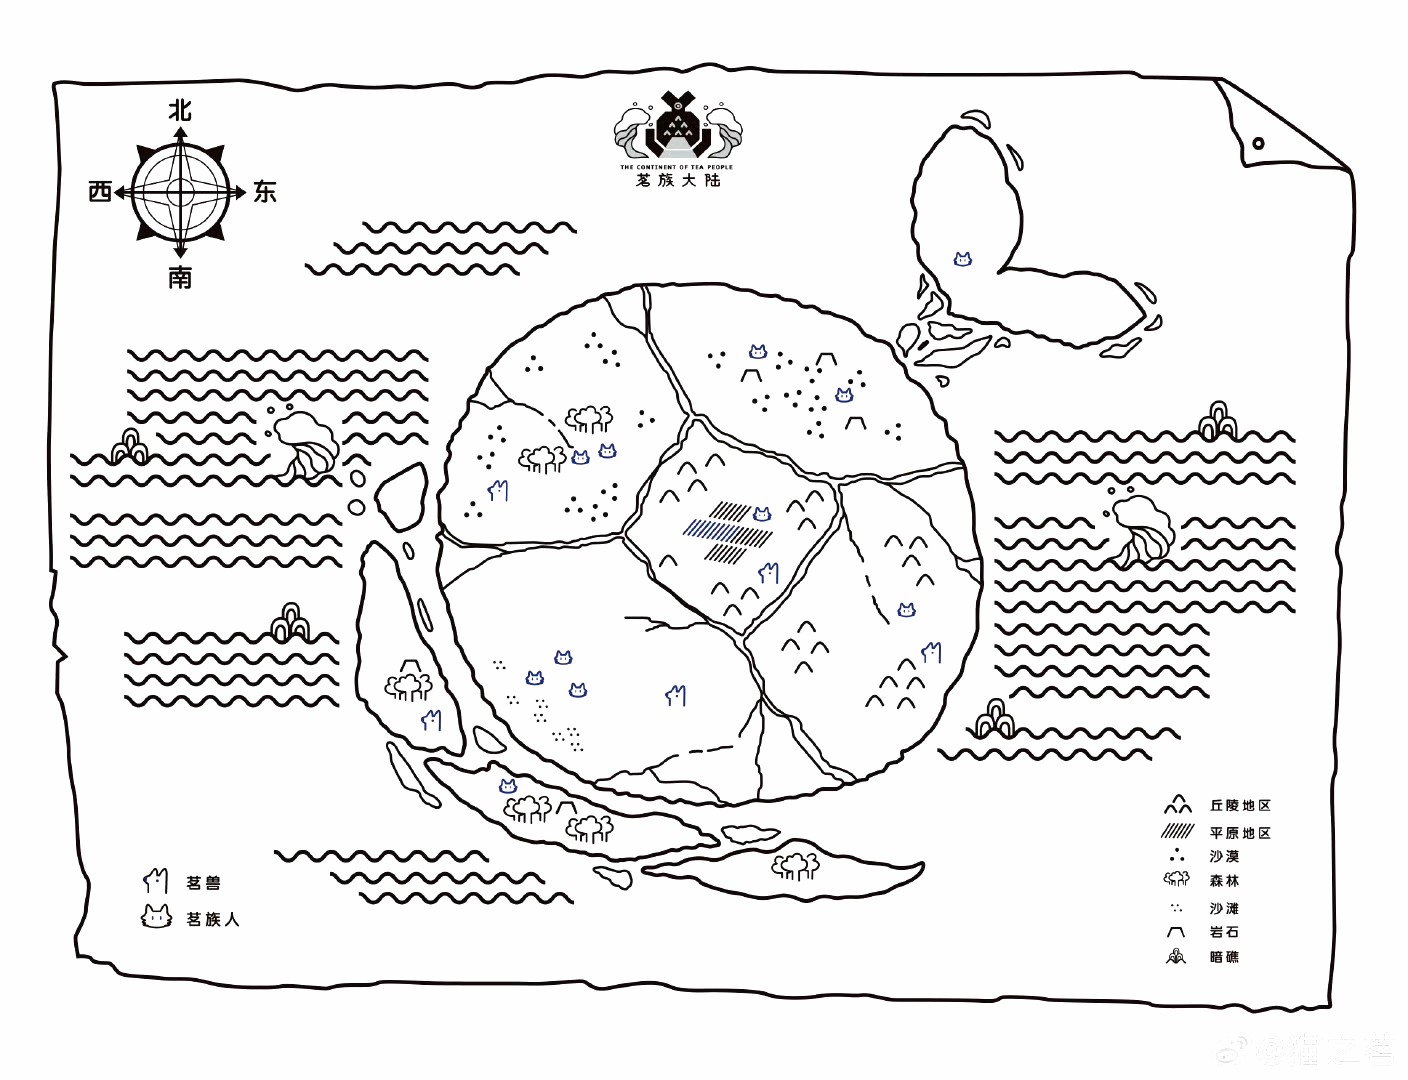 北
西
东
南
THE CONTINENT OF TEA PEOPLE
茗族大陆
丘陵地区
平原地区
沙漠
森林
沙滩
岩石
暗礁
茗兽
茗族人